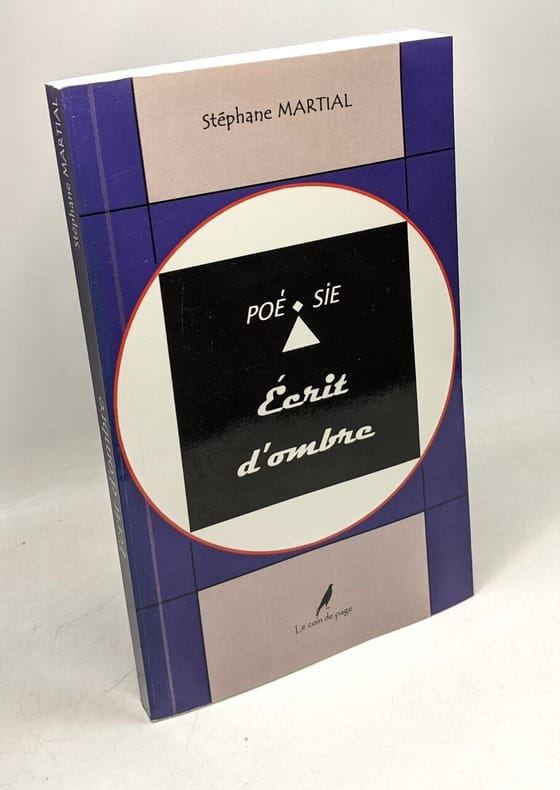 Stéphane MARTIAL
POÉ SIE
Écrit
d'ombre
Le coin de page
Stéphane MARTIAL
Écrit d'ombre